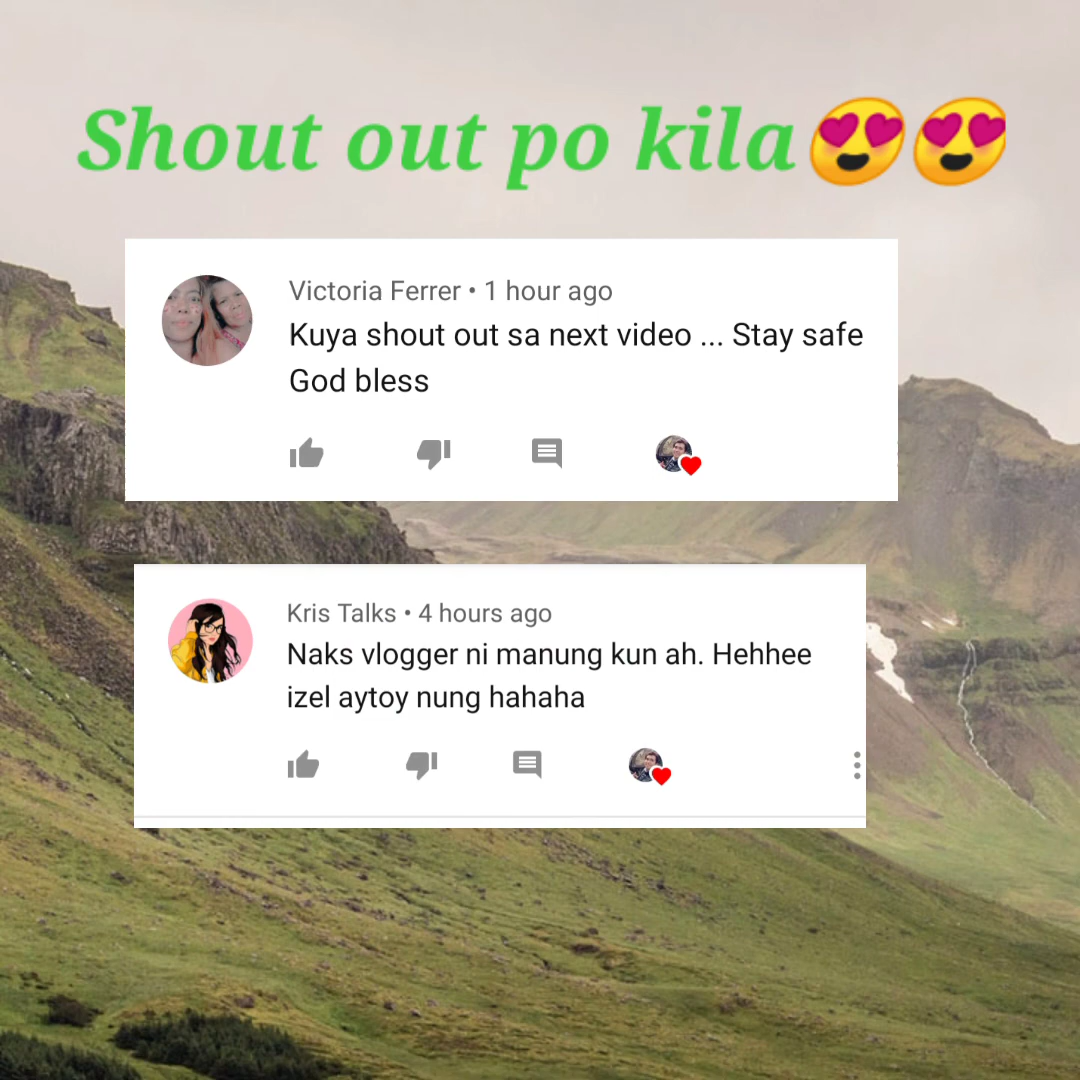 Shout out po kila😍😍
Victoria Ferrer • 1 hour ago
Kuya shout out sa next video ... Stay safe
God bless
Kris Talks • 4 hours ago
Naks vlogger ni manung kun ah. Hehhee
izel aytoy nung hahaha